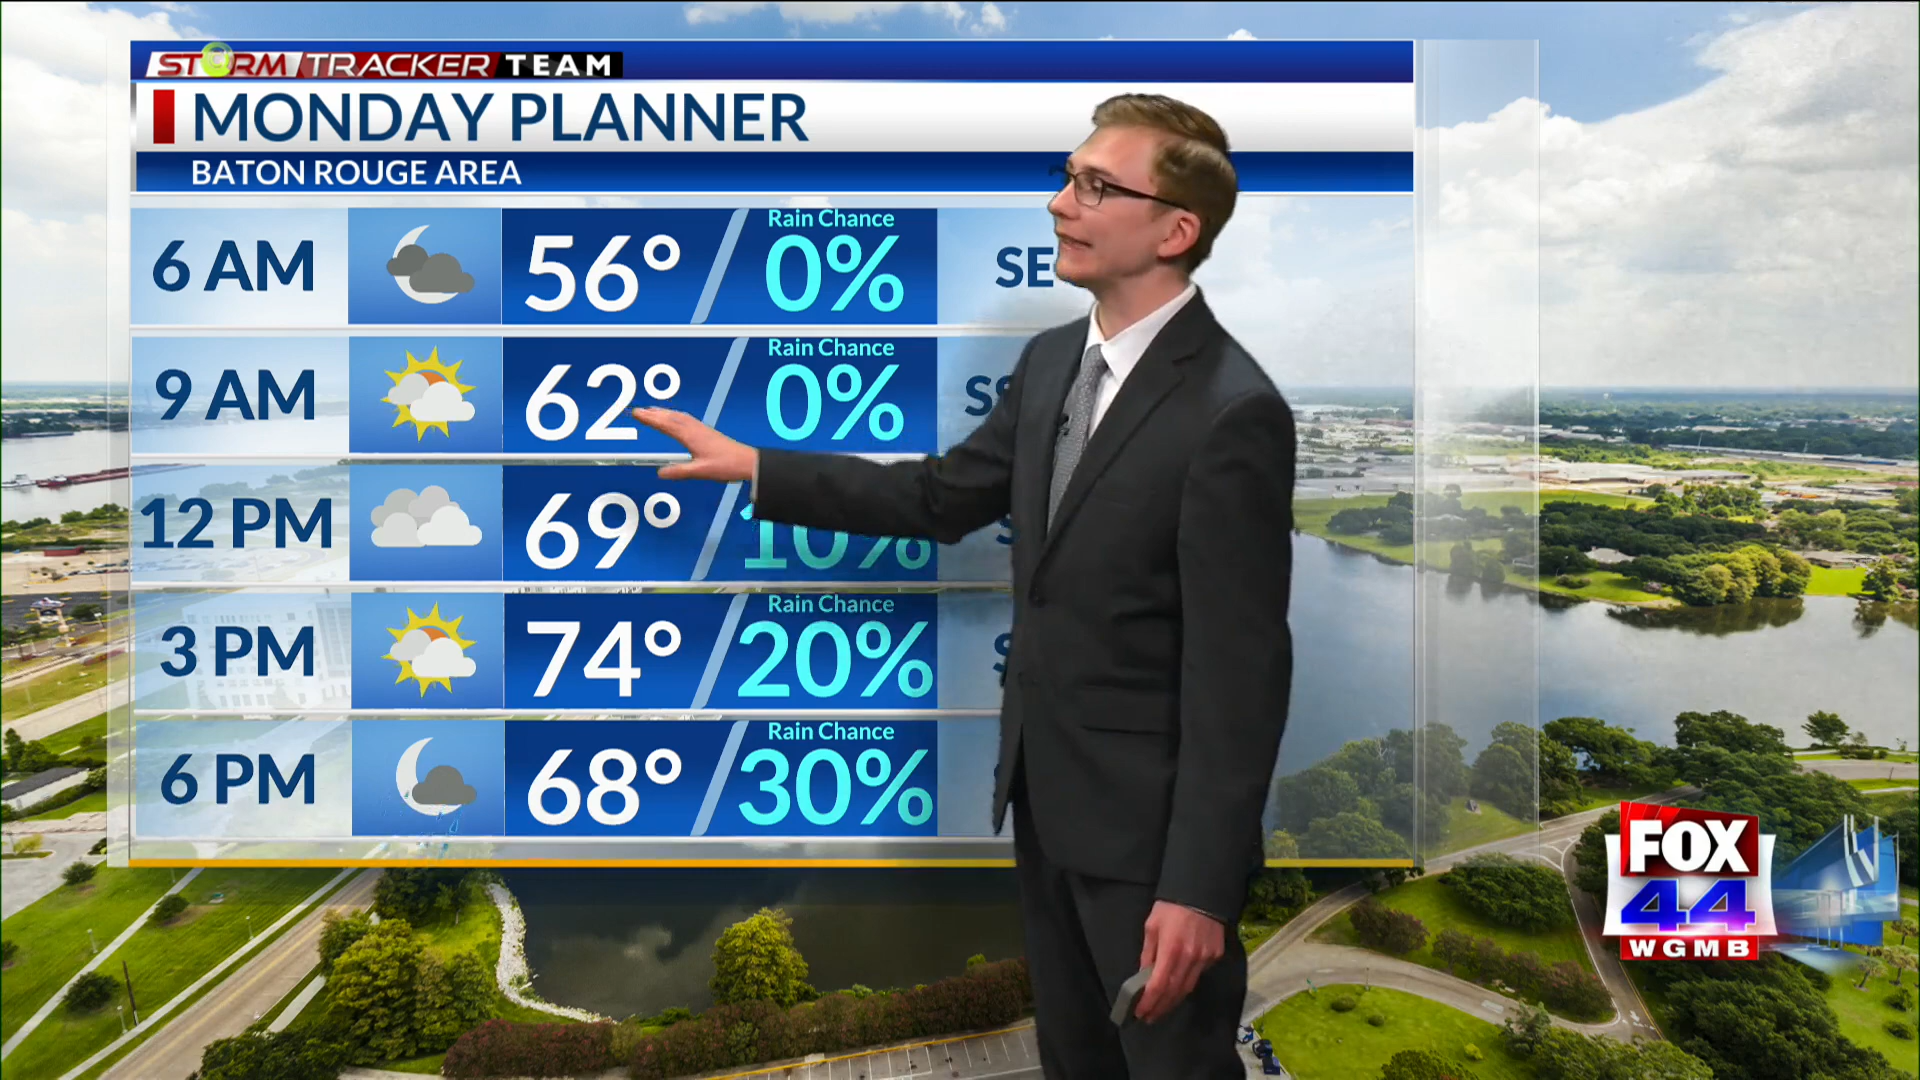 STORM TRACKER TEAM
MONDAY PLANNER
BATON ROUGE AREA
6 AM 56° Rain Chance 0% SE
9 AM 62° Rain Chance 0%
12 PM 69° 10%
3 PM 74° Rain Chance 20%
6 PM 68° Rain Chance 30%
FOX
44
WGMB